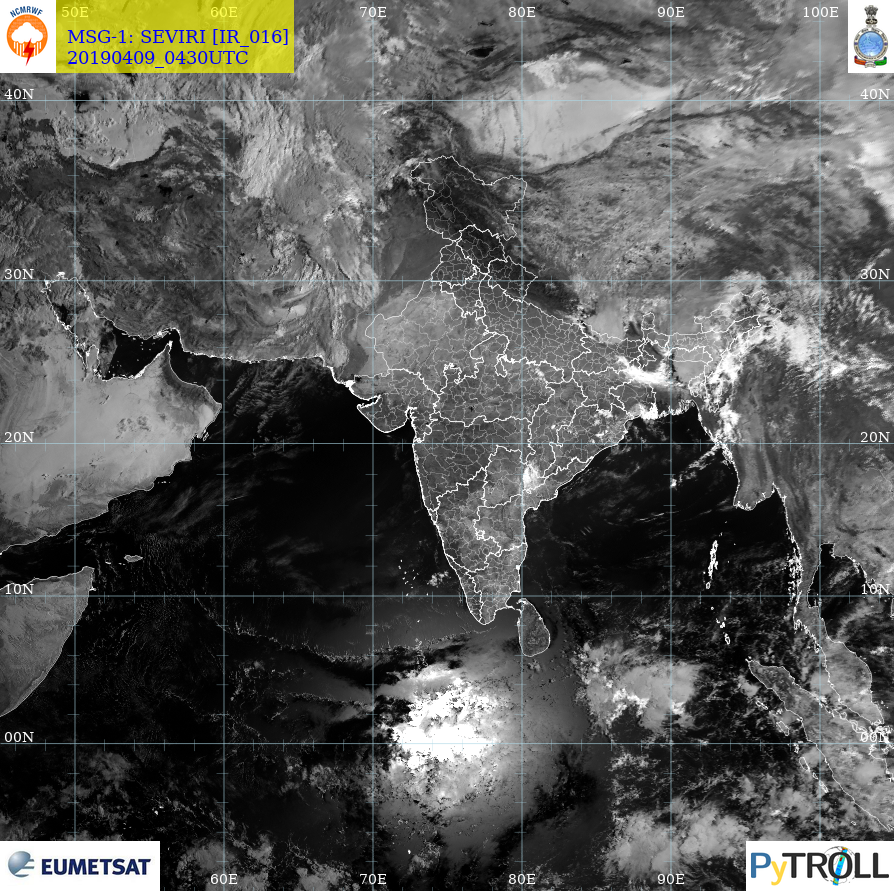 NCMRWF
50E 60E 70E 80E 90E 100E
MSG-1: SEVIRI [IR_016]
20190409_0430UTC
40N 40N
30N 30N
20N 20N
10N 10N
00N 00N
EUMETSAT
60E 70E 80E 90E
PyTROLL